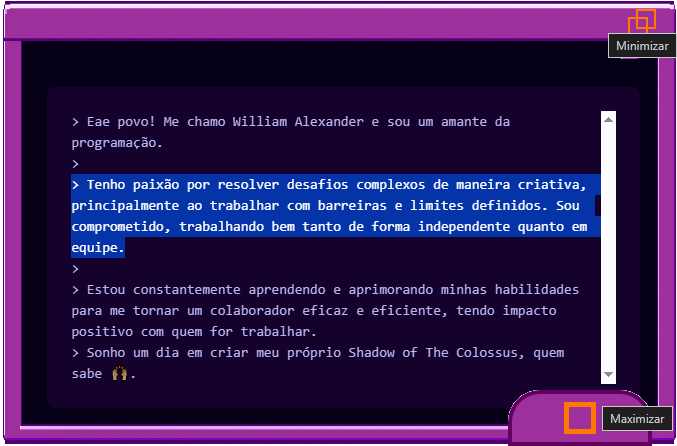 Minimizar
> Eae povo! Me chamo William Alexander e sou um amante da
programação.
>
> Tenho paixão por resolver desafios complexos de maneira criativa,
principalmente ao trabalhar com barreiras e limites definidos. Sou
comprometido, trabalhando bem tanto de forma independente quanto em
equipe.
>
> Estou constantemente aprendendo e aprimorando minhas habilidades
para me tornar um colaborador eficaz e eficiente, tendo impacto
positivo com quem for trabalhar.
> Sonho um dia em criar meu próprio Shadow of The Colossus, quem
sabe 🙌🏾.
Maximizar